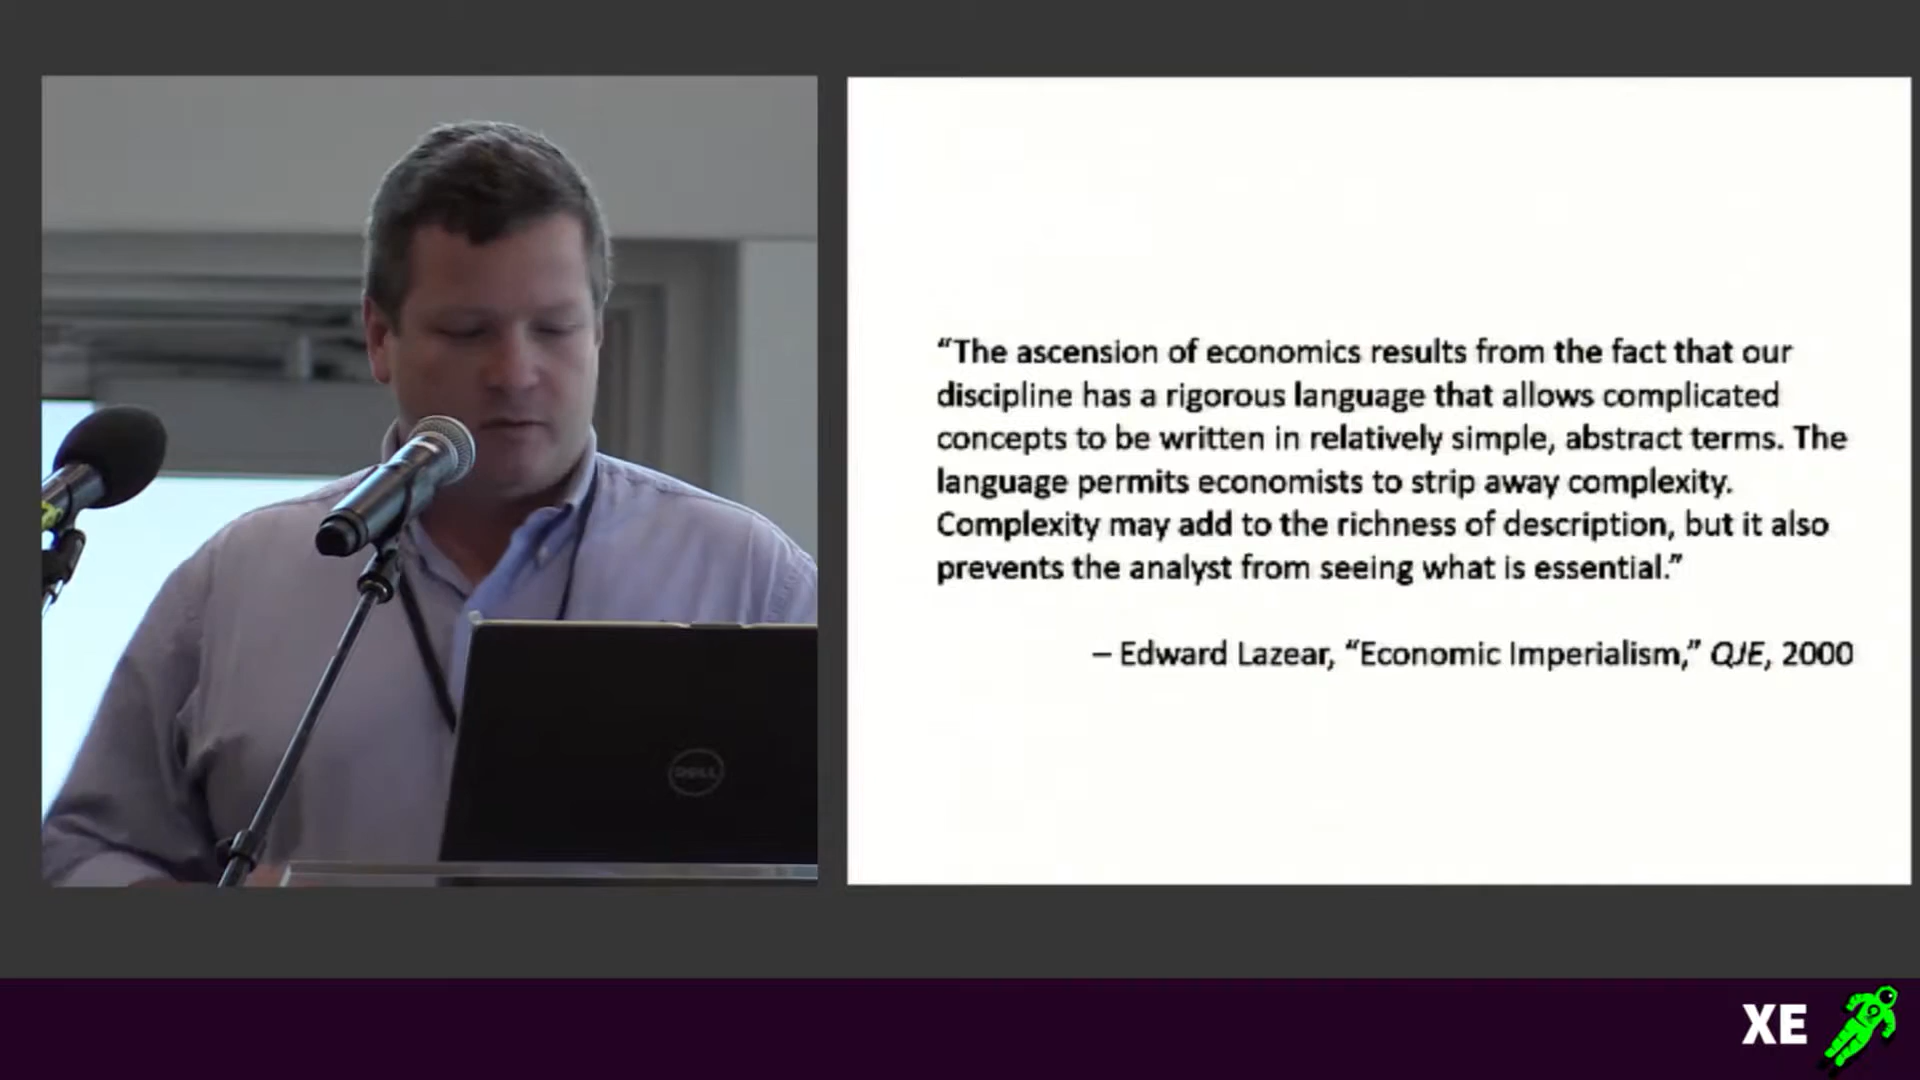 “The ascension of economics results from the fact that our
discipline has a rigorous language that allows complicated
concepts to be written in relatively simple, abstract terms. The
language permits economists to strip away complexity.
Complexity may add to the richness of description, but it also
prevents the analyst from seeing what is essential.”
– Edward Lazear, “Economic Imperialism,” QJE, 2000
DELL
XE